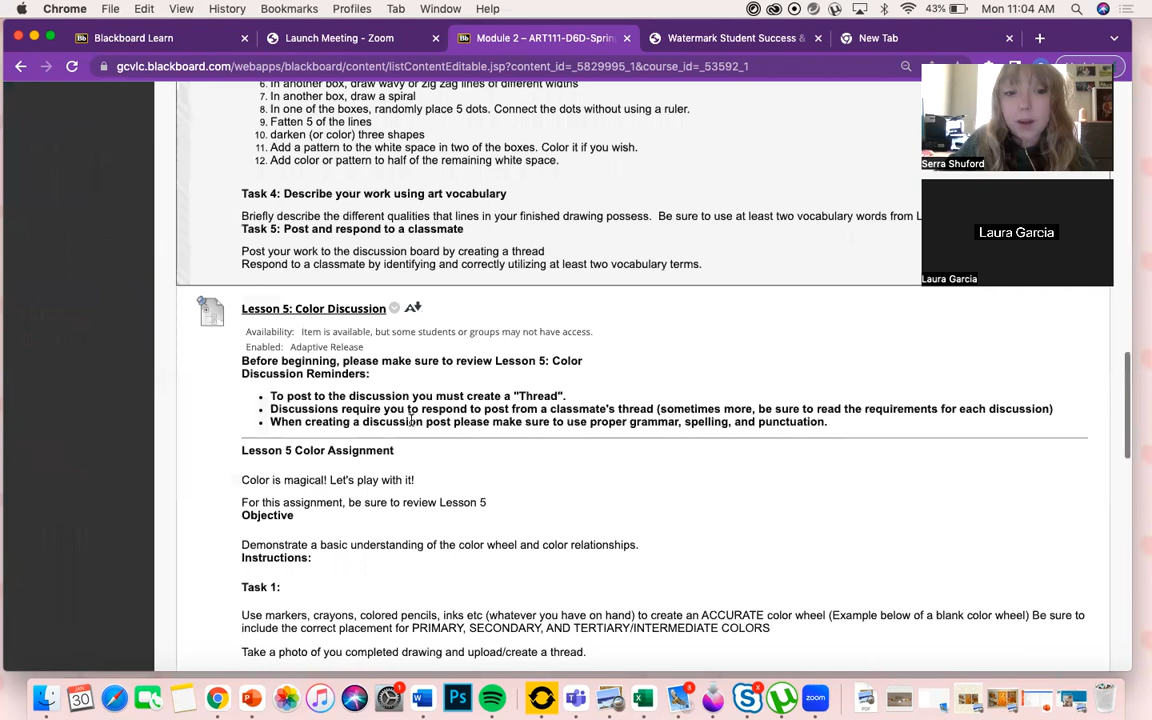 Chrome File Edit View History Bookmarks Profiles Tab Window Help 43% Mon 11:04 AM
Bb Blackboard Learn × Launch Meeting - Zoom × Bb Module 2 – ART111-D6D-Sprin × Watermark Student Success & × New Tab × +
gcvlc.blackboard.com/webapps/blackboard/content/listContentEditable.jsp?content_id=_5829995_1&course_id=_53592_1
6. In another box, draw wavy or zig zag lines of different widths
7. In another box, draw a spiral
8. In one of the boxes, randomly place 5 dots. Connect the dots without using a ruler.
9. Fatten 5 of the lines
10. darken (or color) three shapes
11. Add a pattern to the white space in two of the boxes. Color it if you wish.
12. Add color or pattern to half of the remaining white space.
Serra Shuford
Task 4: Describe your work using art vocabulary
Briefly describe the different qualities that lines in your finished drawing possess. Be sure to use at least two vocabulary words from L
Task 5: Post and respond to a classmate
Laura Garcia
Post your work to the discussion board by creating a thread
Respond to a classmate by identifying and correctly utilizing at least two vocabulary terms.
Laura Garcia
Lesson 5: Color Discussion
Availability: Item is available, but some students or groups may not have access.
Enabled: Adaptive Release
Before beginning, please make sure to review Lesson 5: Color
Discussion Reminders:
• To post to the discussion you must create a "Thread".
• Discussions require you to respond to post from a classmate's thread (sometimes more, be sure to read the requirements for each discussion)
• When creating a discussion post please make sure to use proper grammar, spelling, and punctuation.
Lesson 5 Color Assignment
Color is magical! Let's play with it!
For this assignment, be sure to review Lesson 5
Objective
Demonstrate a basic understanding of the color wheel and color relationships.
Instructions:
Task 1:
Use markers, crayons, colored pencils, inks etc (whatever you have on hand) to create an ACCURATE color wheel (Example below of a blank color wheel) Be sure to
include the correct placement for PRIMARY, SECONDARY, AND TERTIARY/INTERMEDIATE COLORS
Take a photo of you completed drawing and upload/create a thread.